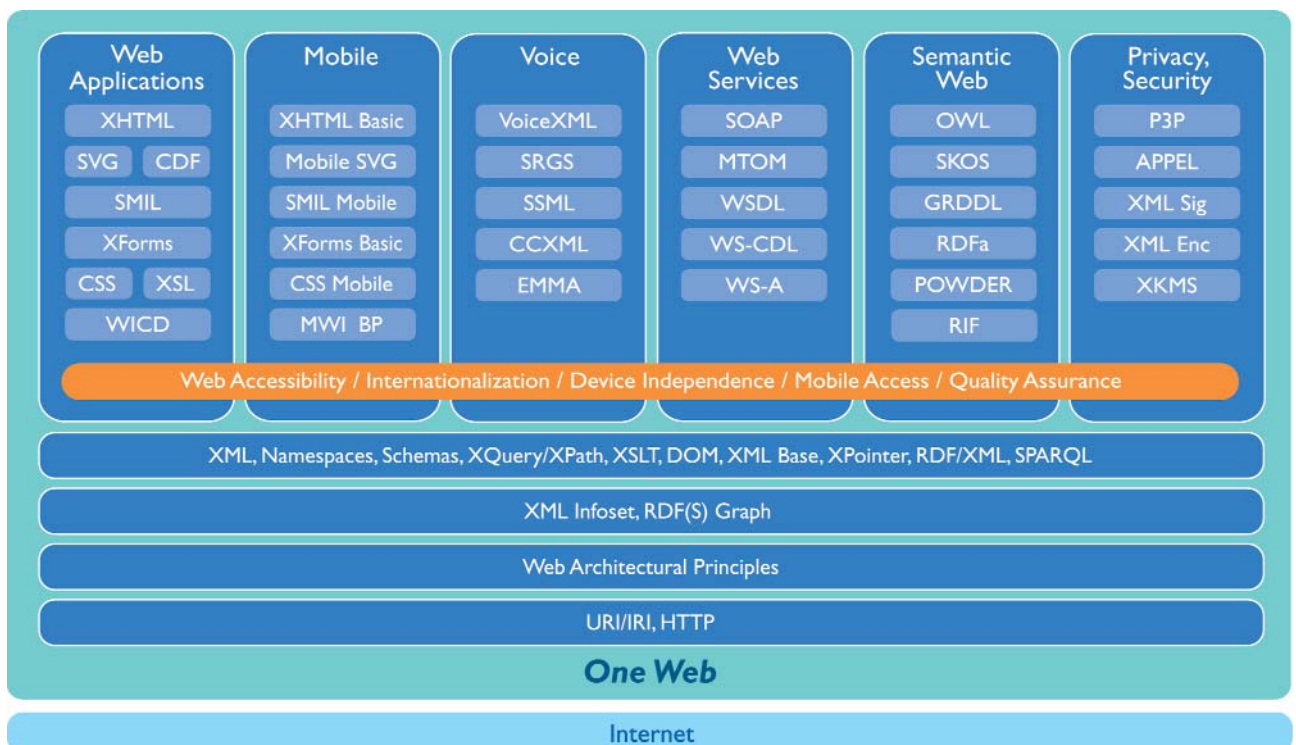 Web
Applications
XHTML
SVG
CDF
SMIL
XForms
CSS
XSL
WICD
Mobile
XHTML Basic
Mobile SVG
SMIL Mobile
XForms Basic
CSS Mobile
MWI BP
Voice
VoiceXML
SRGS
SSML
CCXML
EMMA
Web
Services
SOAP
MTOM
WSDL
WS-CDL
WS-A
Semantic
Web
OWL
SKOS
GRDDL
RDFa
POWDER
RIF
Privacy,
Security
P3P
APPEL
XML Sig
XML Enc
XKMS
Web Accessibility / Internationalization / Device Independence / Mobile Access / Quality Assurance
XML, Namespaces, Schemas, XQuery/XPath, XSLT, DOM, XML Base, XPointer, RDF/XML, SPARQL
XML Infoset, RDF(S) Graph
Web Architectural Principles
URI/IRI, HTTP
One Web
Internet